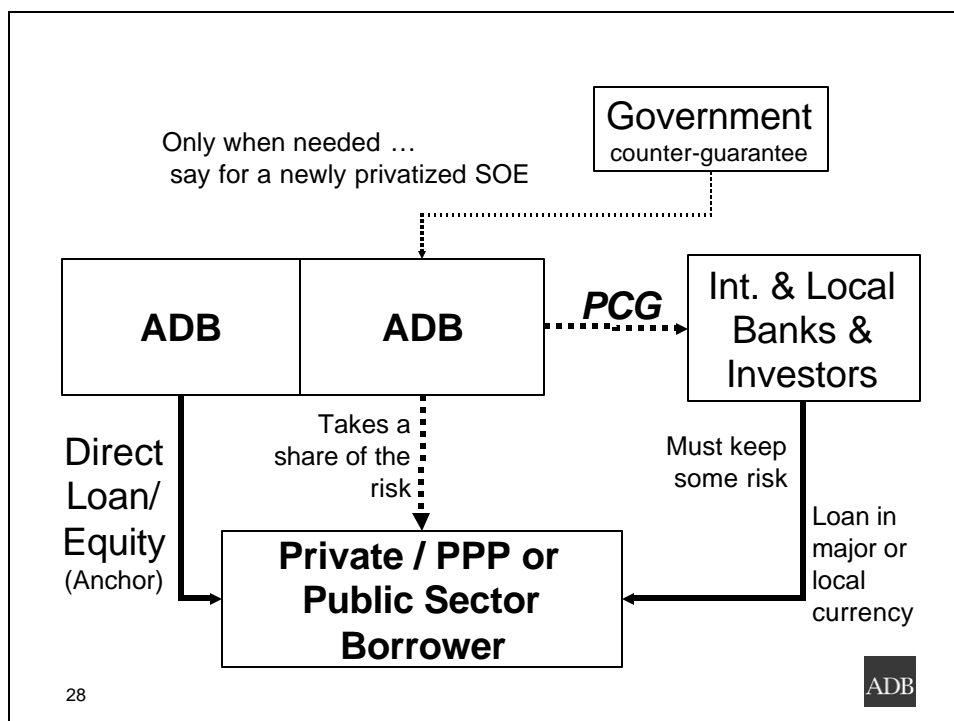 Government
counter-guarantee
Only when needed …
say for a newly privatized SOE
ADB
ADB
PCG
Int. & Local
Banks &
Investors
Direct
Loan/
Equity
(Anchor)
Takes a
share of the
risk
Must keep
some risk
Loan in
major or
local
currency
Private / PPP or
Public Sector
Borrower
28
ADB